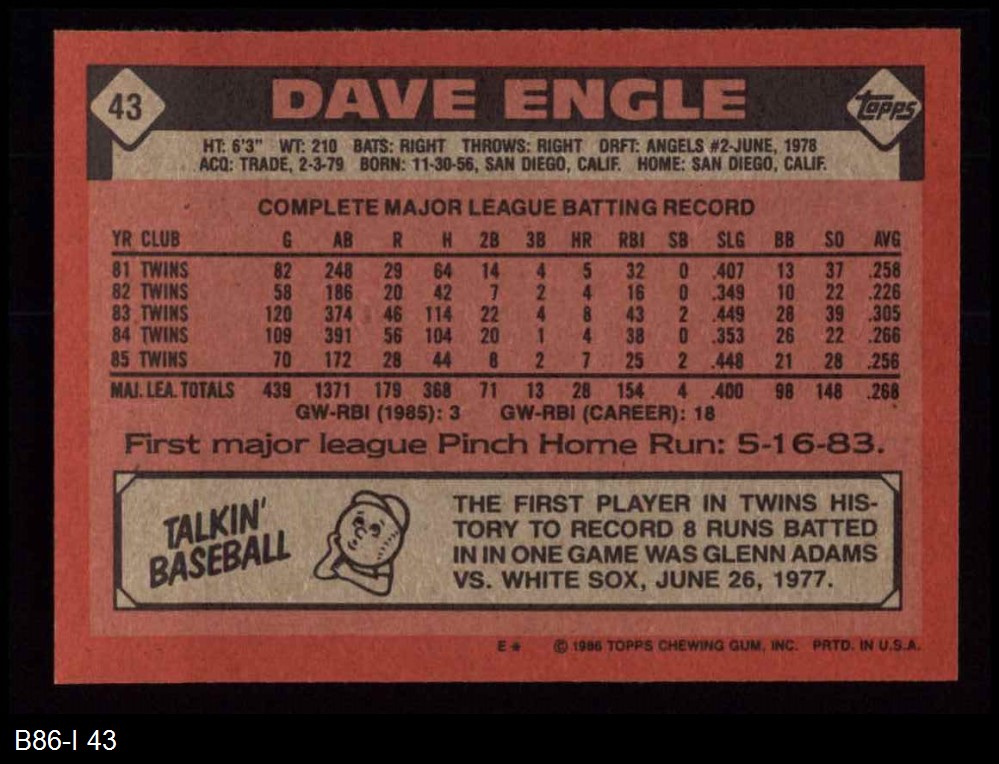 43
DAVE ENGLE
topps
HT: 6'3" WT: 210 BATS: RIGHT THROWS: RIGHT DRFT: ANGELS #2-JUNE, 1978
ACQ: TRADE, 2-3-79 BORN: 11-30-56, SAN DIEGO, CALIF. HOME: SAN DIEGO, CALIF.
COMPLETE MAJOR LEAGUE BATTING RECORD
YR CLUB G AB R H 2B 3B HR RBI SB SLG BB SO AVG
81 TWINS 82 248 29 64 14 4 5 32 0 .407 13 37 .258
82 TWINS 58 186 20 42 7 2 4 16 0 .349 10 22 .226
83 TWINS 120 374 46 114 22 4 8 43 2 .449 28 39 .305
84 TWINS 109 391 56 104 20 1 4 38 0 .353 26 22 .266
85 TWINS 70 172 28 44 8 2 7 25 2 .448 21 28 .256
MAJ. LEA. TOTALS 439 1371 179 368 71 13 28 154 4 .400 98 148 .268
GW-RBI (1985): 3 GW-RBI (CAREER): 18
First major league Pinch Home Run: 5-16-83.
TALKIN'
BASEBALL
THE FIRST PLAYER IN TWINS HIS-
TORY TO RECORD 8 RUNS BATTED
IN IN ONE GAME WAS GLENN ADAMS
VS. WHITE SOX, JUNE 26, 1977.
E* © 1986 TOPPS CHEWING GUM, INC. PRTD. IN U.S.A.
B86-I 43